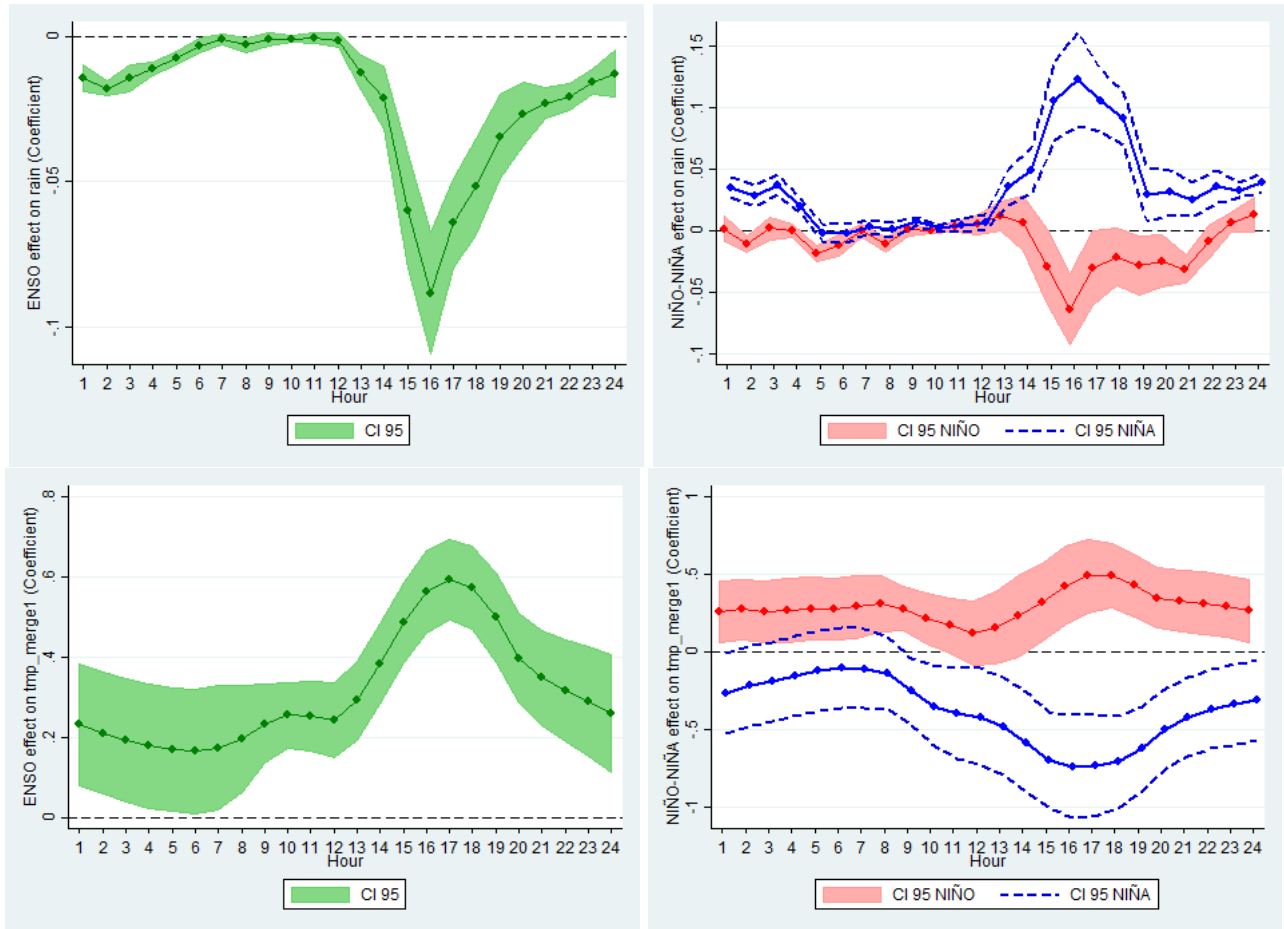 ENSO effect on rain (Coefficient)
0
-.05
-.1
1 2 3 4 5 6 7 8 9 10 11 12 13 14 15 16 17 18 19 20 21 22 23 24
Hour
CI 95
NIÑO-NIÑA effect on rain (Coefficient)
.15
.1
.05
0
-.05
-.1
1 2 3 4 5 6 7 8 9 10 11 12 13 14 15 16 17 18 19 20 21 22 23 24
Hour
CI 95 NIÑO CI 95 NIÑA
ENSO effect on tmp_merge1 (Coefficient)
.8
.6
.4
.2
0
1 2 3 4 5 6 7 8 9 10 11 12 13 14 15 16 17 18 19 20 21 22 23 24
Hour
CI 95
NIÑO-NIÑA effect on tmp_merge1 (Coefficient)
1
.5
0
-.5
-1
1 2 3 4 5 6 7 8 9 10 11 12 13 14 15 16 17 18 19 20 21 22 23 24
Hour
CI 95 NIÑO CI 95 NIÑA